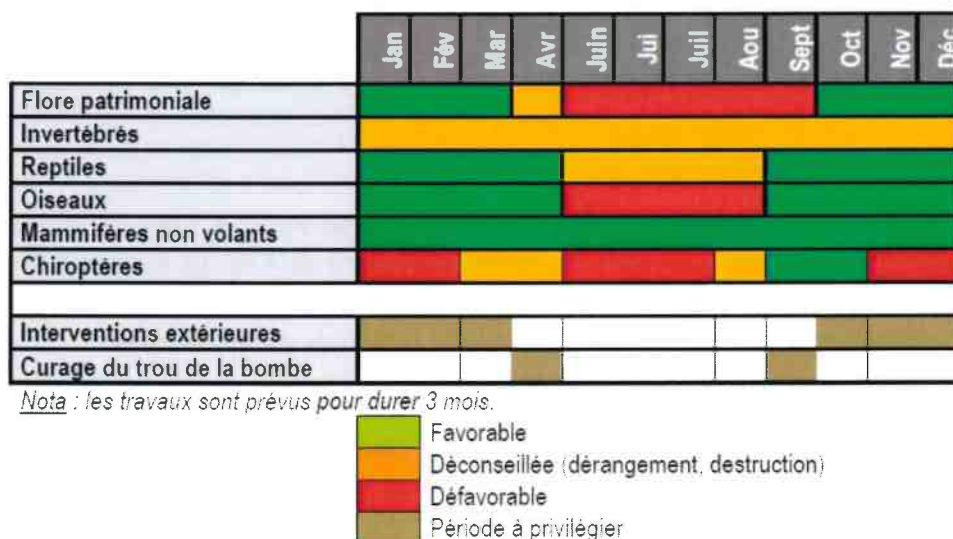 Jan Fév Mar Avr Juin Jui Juil Aou Sept Oct Nov Déc
Flore patrimoniale
Invertébrés
Reptiles
Oiseaux
Mammifères non volants
Chiroptères
Interventions extérieures
Curage du trou de la bombe
Nota : les travaux sont prévus pour durer 3 mois.
Favorable
Déconseillée (dérangement, destruction)
Défavorable
Période à privilégier